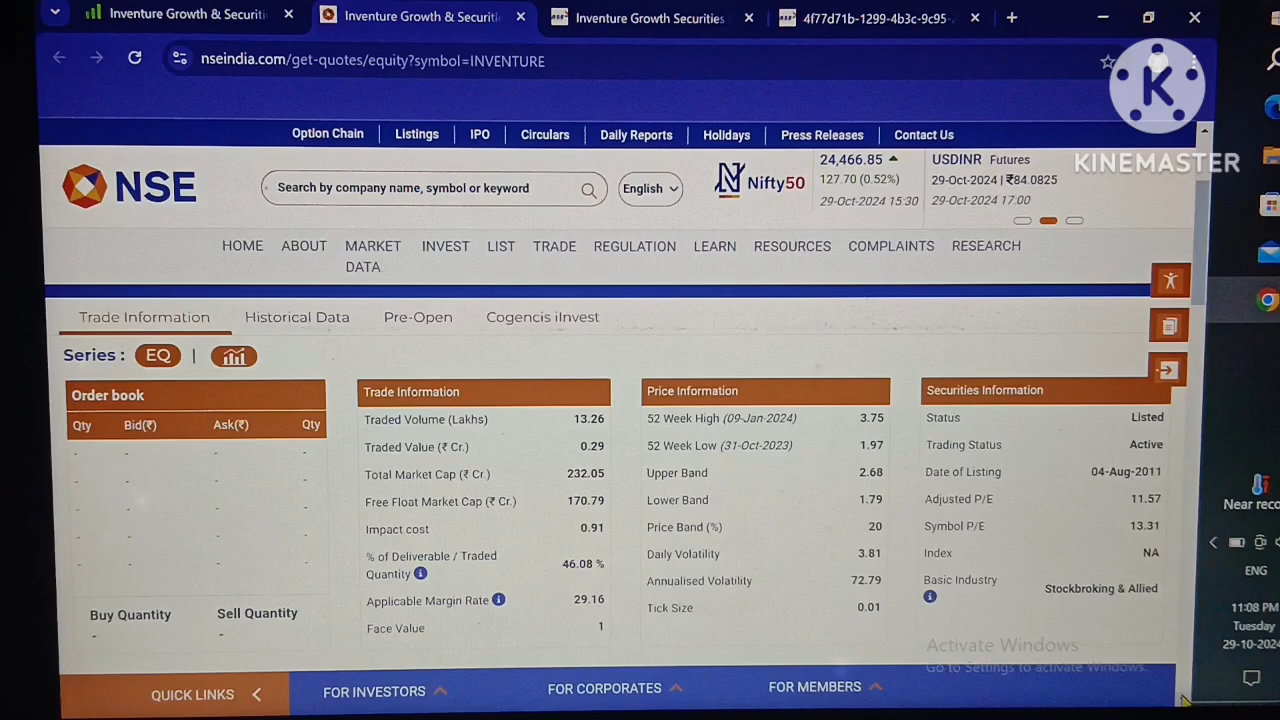 Inventure Growth & Securiti
Inventure Growth & Securiti
Inventure Growth Securities
4f77d71b-1299-4b3c-9c95-
nseindia.com/get-quotes/equity?symbol=INVENTURE
K
KINEMASTER
Option Chain | Listings | IPO | Circulars | Daily Reports | Holidays | Press Releases | Contact Us
NSE
Search by company name, symbol or keyword
English
Nifty50
24,466.85
127.70 (0.52%)
29-Oct-2024 15:30
USDINR Futures
29-Oct-2024 | ₹84.0825
29-Oct-2024 17:00
HOME ABOUT MARKET DATA INVEST LIST TRADE REGULATION LEARN RESOURCES COMPLAINTS RESEARCH
Trade Information Historical Data Pre-Open Cogencis iInvest
Series : EQ |
Order book
Qty Bid(₹) Ask(₹) Qty
- - - -
- - - -
- - - -
- - - -
- - - -
Buy Quantity Sell Quantity
- -
Trade Information
Traded Volume (Lakhs) 13.26
Traded Value (₹ Cr.) 0.29
Total Market Cap (₹ Cr.) 232.05
Free Float Market Cap (₹ Cr.) 170.79
Impact cost 0.91
% of Deliverable / Traded
Quantity 46.08 %
Applicable Margin Rate 29.16
Face Value 1
Price Information
52 Week High (09-Jan-2024) 3.75
52 Week Low (31-Oct-2023) 1.97
Upper Band 2.68
Lower Band 1.79
Price Band (%) 20
Daily Volatility 3.81
Annualised Volatility 72.79
Tick Size 0.01
Securities Information
Status Listed
Trading Status Active
Date of Listing 04-Aug-2011
Adjusted P/E 11.57
Symbol P/E 13.31
Index NA
Basic Industry Stockbroking & Allied
Activate Windows
Go to Settings to activate Windows.
QUICK LINKS FOR INVESTORS FOR CORPORATES FOR MEMBERS
Near reco
ENG
11:08 PM
Tuesday
29-10-2024